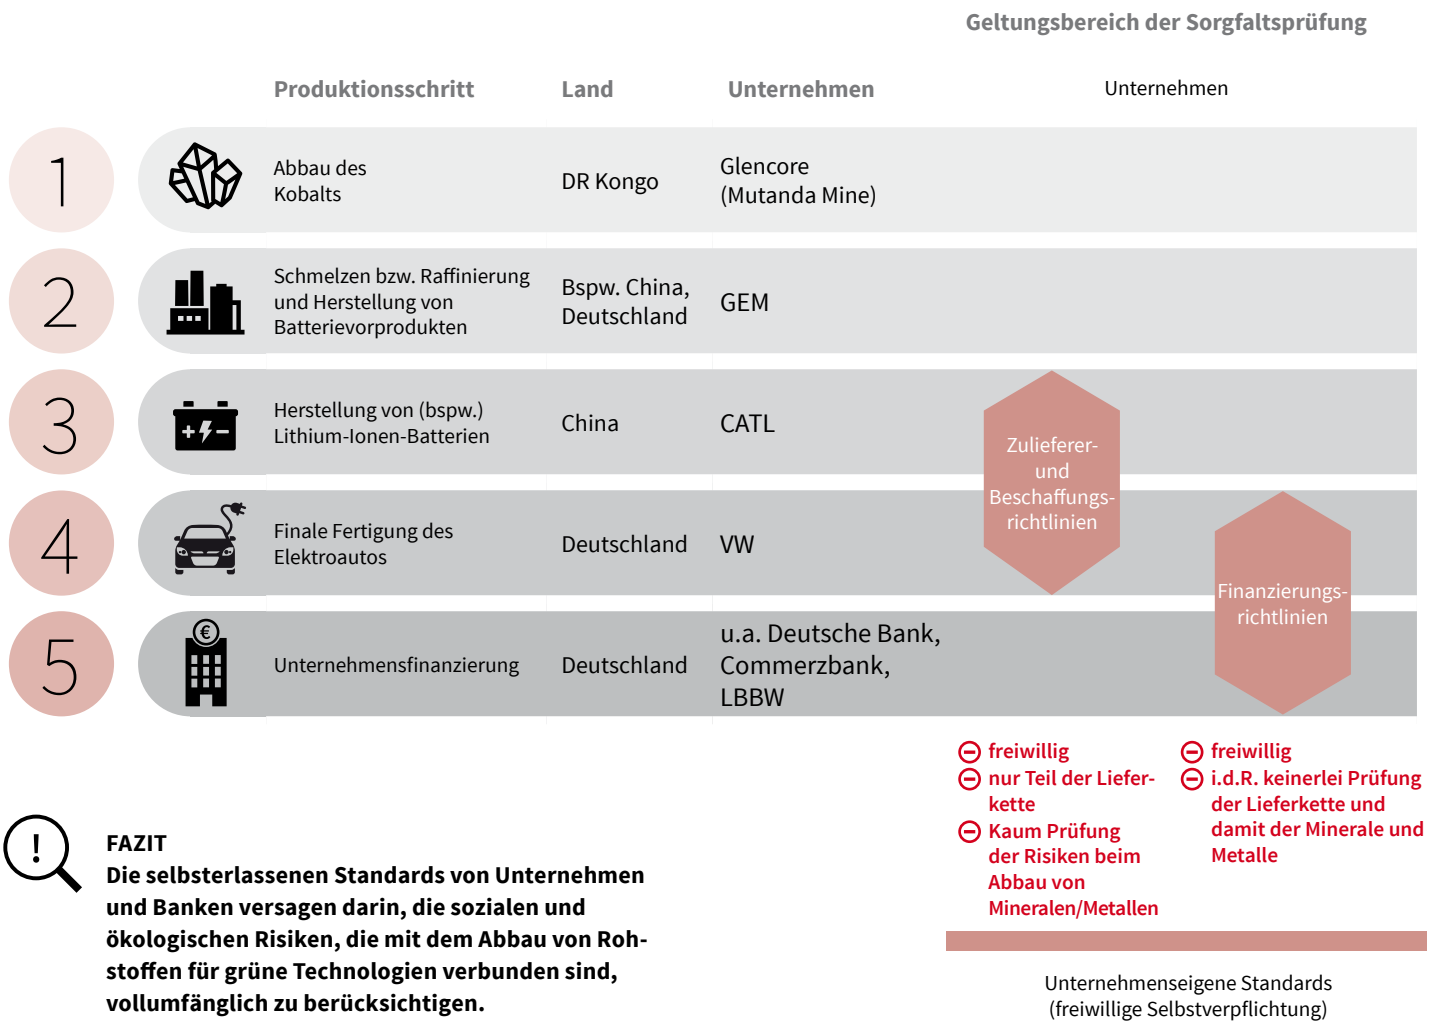 Geltungsbereich der Sorgfaltsprüfung
Produktionsschritt
Land
Unternehmen
Unternehmen
1
Abbau des
Kobalts
DR Kongo
Glencore
(Mutanda Mine)
2
Schmelzen bzw. Raffinierung
und Herstellung von
Batterievorprodukten
Bspw. China,
Deutschland
GEM
3
Herstellung von (bspw.)
Lithium-Ionen-Batterien
China
CATL
Zulieferer-
und
Beschaffungs-
richtlinien
4
Finale Fertigung des
Elektroautos
Deutschland
VW
Finanzierungs-
richtlinien
5
€
Unternehmensfinanzierung
Deutschland
u.a. Deutsche Bank,
Commerzbank,
LBBW
freiwillig
nur Teil der Liefer-
kette
Kaum Prüfung
der Risiken beim
Abbau von
Mineralen/Metallen
freiwillig
i.d.R. keinerlei Prüfung
der Lieferkette und
damit der Minerale und
Metalle
!
FAZIT
Die selbsterlassenen Standards von Unternehmen
und Banken versagen darin, die sozialen und
ökologischen Risiken, die mit dem Abbau von Roh-
stoffen für grüne Technologien verbunden sind,
vollumfänglich zu berücksichtigen.
Unternehmenseigene Standards
(freiwillige Selbstverpflichtung)